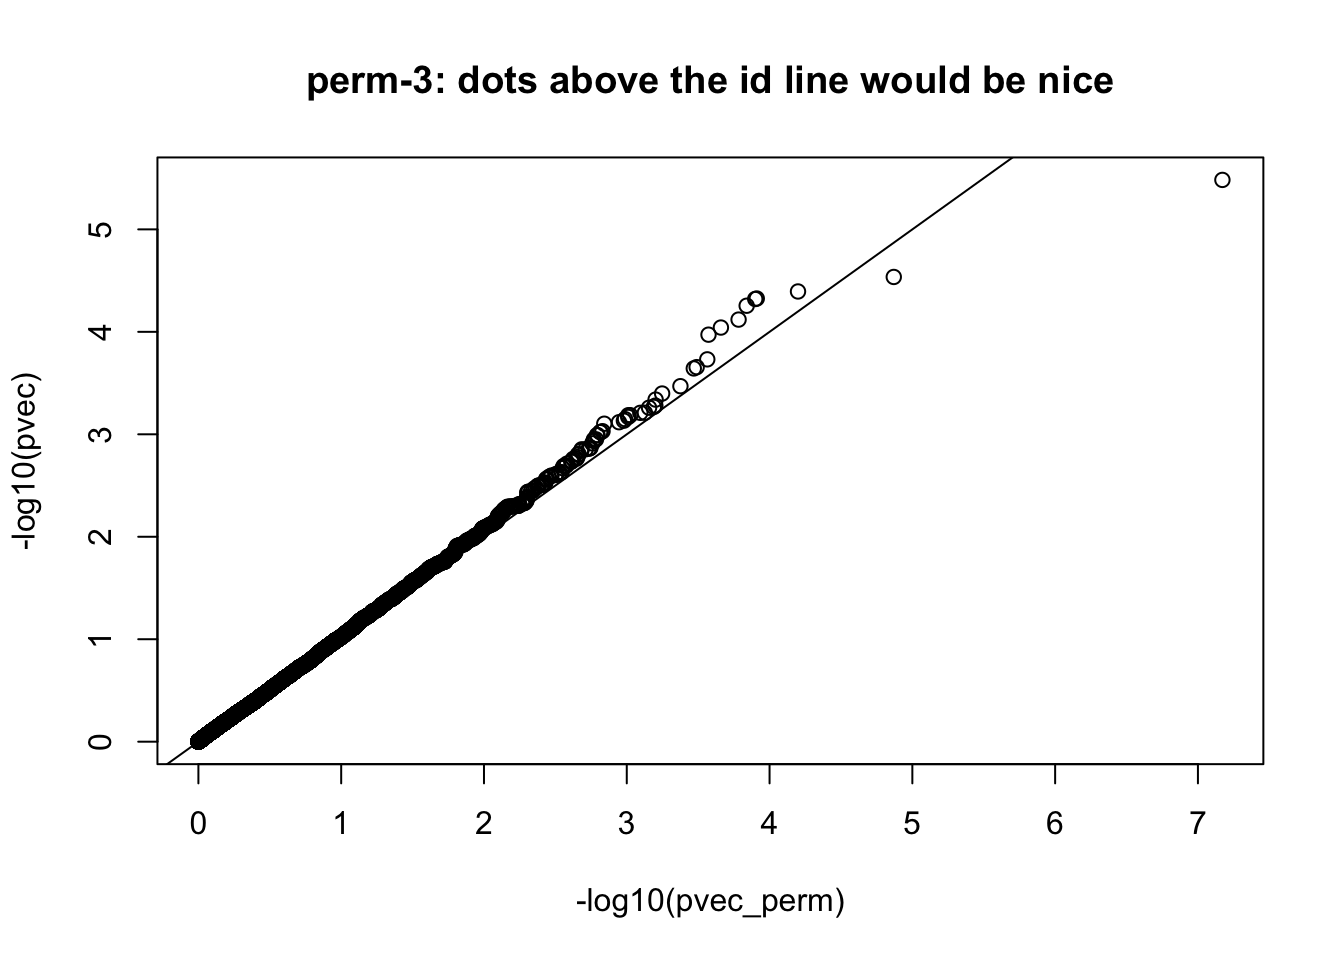 perm-3: dots above the id line would be nice
-log10(pvec)
5
4
3
2
1
0
0 1 2 3 4 5 6 7
-log10(pvec_perm)